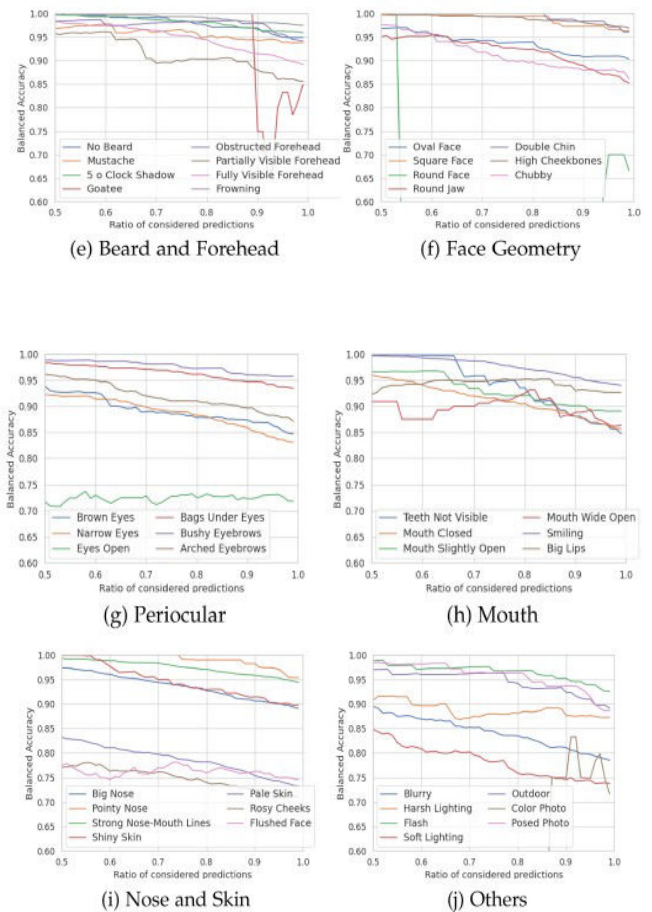 1.00
0.95
0.90
0.85
0.80
0.75
0.70
0.65
0.60
Balanced Accuracy
No Beard
Mustache
5 o Clock Shadow
Goatee
Obstructed Forehead
Partially Visible Forehead
Fully Visible Forehead
Frowning
0.5 0.6 0.7 0.8 0.9 1.0
Ratio of considered predictions
(e) Beard and Forehead
1.00
0.95
0.90
0.85
0.80
0.75
0.70
0.65
0.60
Balanced Accuracy
Oval Face
Square Face
Round Face
Round Jaw
Double Chin
High Cheekbones
Chubby
0.5 0.6 0.7 0.8 0.9 1.0
Ratio of considered predictions
(f) Face Geometry
1.00
0.95
0.90
0.85
0.80
0.75
0.70
0.65
0.60
Balanced Accuracy
Brown Eyes
Narrow Eyes
Eyes Open
Bags Under Eyes
Bushy Eyebrows
Arched Eyebrows
0.5 0.6 0.7 0.8 0.9 1.0
Ratio of considered predictions
(g) Periocular
1.00
0.95
0.90
0.85
0.80
0.75
0.70
0.65
0.60
Balanced Accuracy
Teeth Not Visible
Mouth Closed
Mouth Slightly Open
Mouth Wide Open
Smiling
Big Lips
0.5 0.6 0.7 0.8 0.9 1.0
Ratio of considered predictions
(h) Mouth
1.00
0.95
0.90
0.85
0.80
0.75
0.70
0.65
0.60
Balanced Accuracy
Big Nose
Pointy Nose
Strong Nose-Mouth Lines
Shiny Skin
Pale Skin
Rosy Cheeks
Flushed Face
0.5 0.6 0.7 0.8 0.9 1.0
Ratio of considered predictions
(i) Nose and Skin
1.00
0.95
0.90
0.85
0.80
0.75
0.70
0.65
0.60
Balanced Accuracy
Blurry
Harsh Lighting
Flash
Soft Lighting
Outdoor
Color Photo
Posed Photo
0.5 0.6 0.7 0.8 0.9 1.0
Ratio of considered predictions
(j) Others